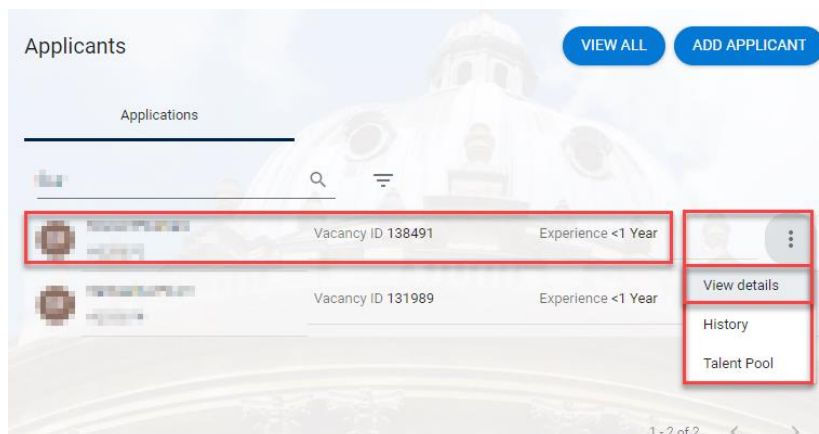 Applicants
VIEW ALL
ADD APPLICANT
Applications
Vacancy ID 138491
Experience <1 Year
View details
Vacancy ID 131989
Experience <1 Year
History
Talent Pool
1 - 2 of 2